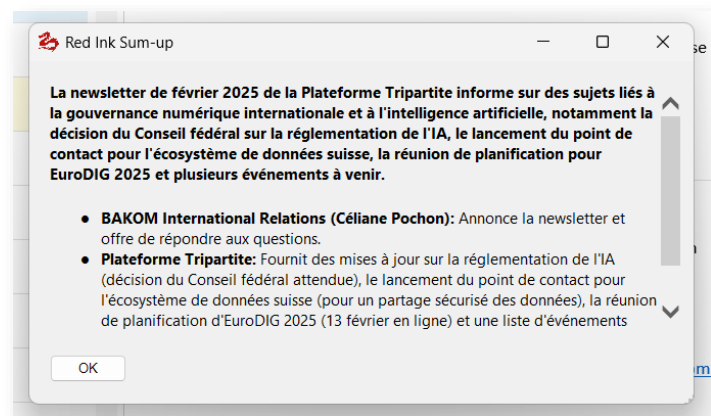 Red Ink Sum-up
se
La newsletter de février 2025 de la Plateforme Tripartite informe sur des sujets liés à
la gouvernance numérique internationale et à l'intelligence artificielle, notamment la
décision du Conseil fédéral sur la réglementation de l'IA, le lancement du point de
contact pour l'écosystème de données suisse, la réunion de planification pour
EuroDIG 2025 et plusieurs événements à venir.
● BAKOM International Relations (Céliane Pochon): Annonce la newsletter et
offre de répondre aux questions.
● Plateforme Tripartite: Fournit des mises à jour sur la réglementation de l'IA
(décision du Conseil fédéral attendue), le lancement du point de contact pour
l'écosystème de données suisse (pour un partage sécurisé des données), la réunion
de planification d'EuroDIG 2025 (13 février en ligne) et une liste d'événements
OK
om